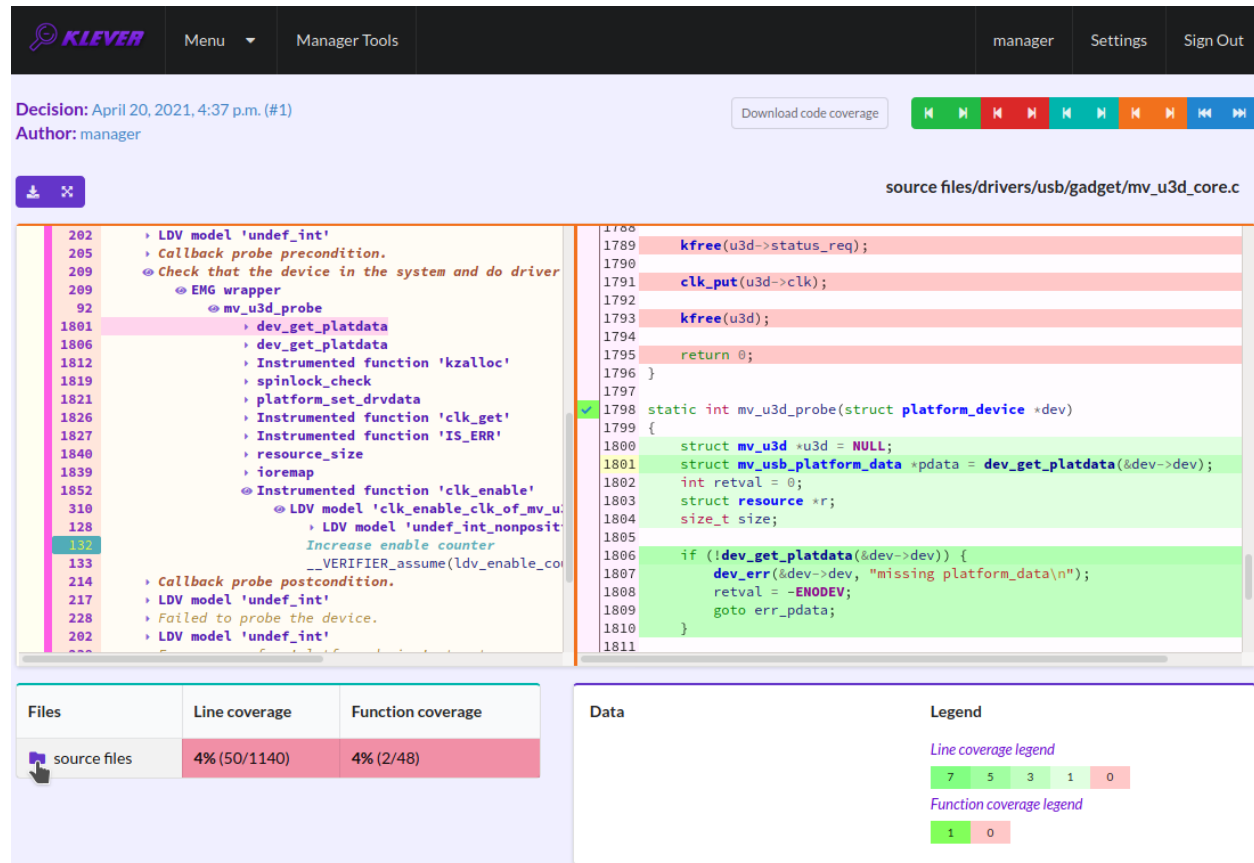 KLEVER Menu Manager Tools manager Settings Sign Out
Decision: April 20, 2021, 4:37 p.m. (#1)
Author: manager
Download code coverage
source files/drivers/usb/gadget/mv_u3d_core.c
202 LDV model 'undef_int'
205 Callback probe precondition.
209 Check that the device in the system and do driver
209 EMG wrapper
92 mv_u3d_probe
1801 dev_get_platdata
1806 dev_get_platdata
1812 Instrumented function 'kzalloc'
1819 spinlock_check
1821 platform_set_drvdata
1826 Instrumented function 'clk_get'
1827 Instrumented function 'IS_ERR'
1840 resource_size
1839 ioremap
1852 Instrumented function 'clk_enable'
310 LDV model 'clk_enable_clk_of_mv_u
128 LDV model 'undef_int_nonposit
132 Increase enable counter
133 __VERIFIER_assume(ldv_enable_co
214 Callback probe postcondition.
217 LDV model 'undef_int'
228 Failed to probe the device.
202 LDV model 'undef_int'
1788
1789 kfree(u3d->status_req);
1790
1791 clk_put(u3d->clk);
1792
1793 kfree(u3d);
1794
1795 return 0;
1796 }
1797
1798 static int mv_u3d_probe(struct platform_device *dev)
1799 {
1800 struct mv_u3d *u3d = NULL;
1801 struct mv_usb_platform_data *pdata = dev_get_platdata(&dev->dev);
1802 int retval = 0;
1803 struct resource *r;
1804 size_t size;
1805
1806 if (!dev_get_platdata(&dev->dev)) {
1807 dev_err(&dev->dev, "missing platform_data\n");
1808 retval = -ENODEV;
1809 goto err_pdata;
1810 }
1811
Files Line coverage Function coverage
source files 4% (50/1140) 4% (2/48)
Data Legend
Line coverage legend
7 5 3 1 0
Function coverage legend
1 0